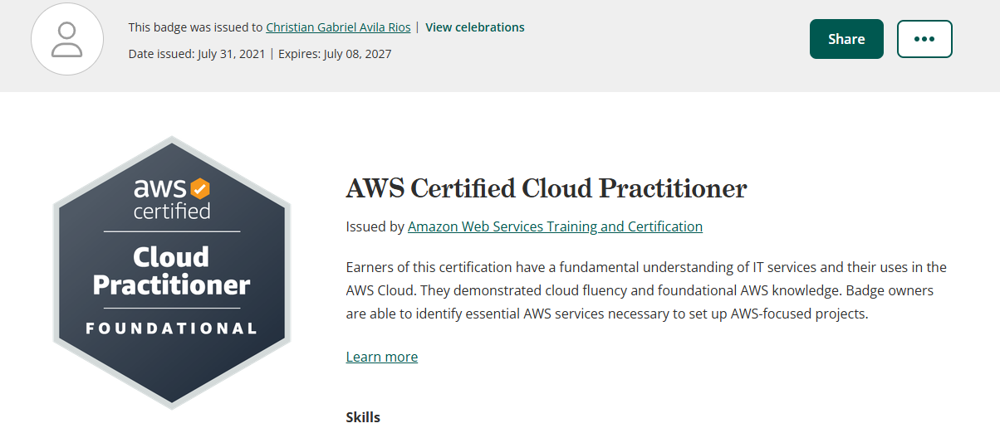 This badge was issued to Christian Gabriel Avila Rios | View celebrations
Date issued: July 31, 2021 | Expires: July 08, 2027
Share
•••
aws
certified
Cloud
Practitioner
FOUNDATIONAL
AWS Certified Cloud Practitioner
Issued by Amazon Web Services Training and Certification
Earners of this certification have a fundamental understanding of IT services and their uses in the
AWS Cloud. They demonstrated cloud fluency and foundational AWS knowledge. Badge owners
are able to identify essential AWS services necessary to set up AWS-focused projects.
Learn more
Skills